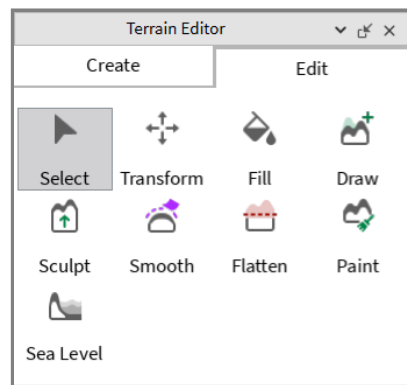 Terrain Editor
Create Edit
Select Transform Fill Draw
Sculpt Smooth Flatten Paint
Sea Level